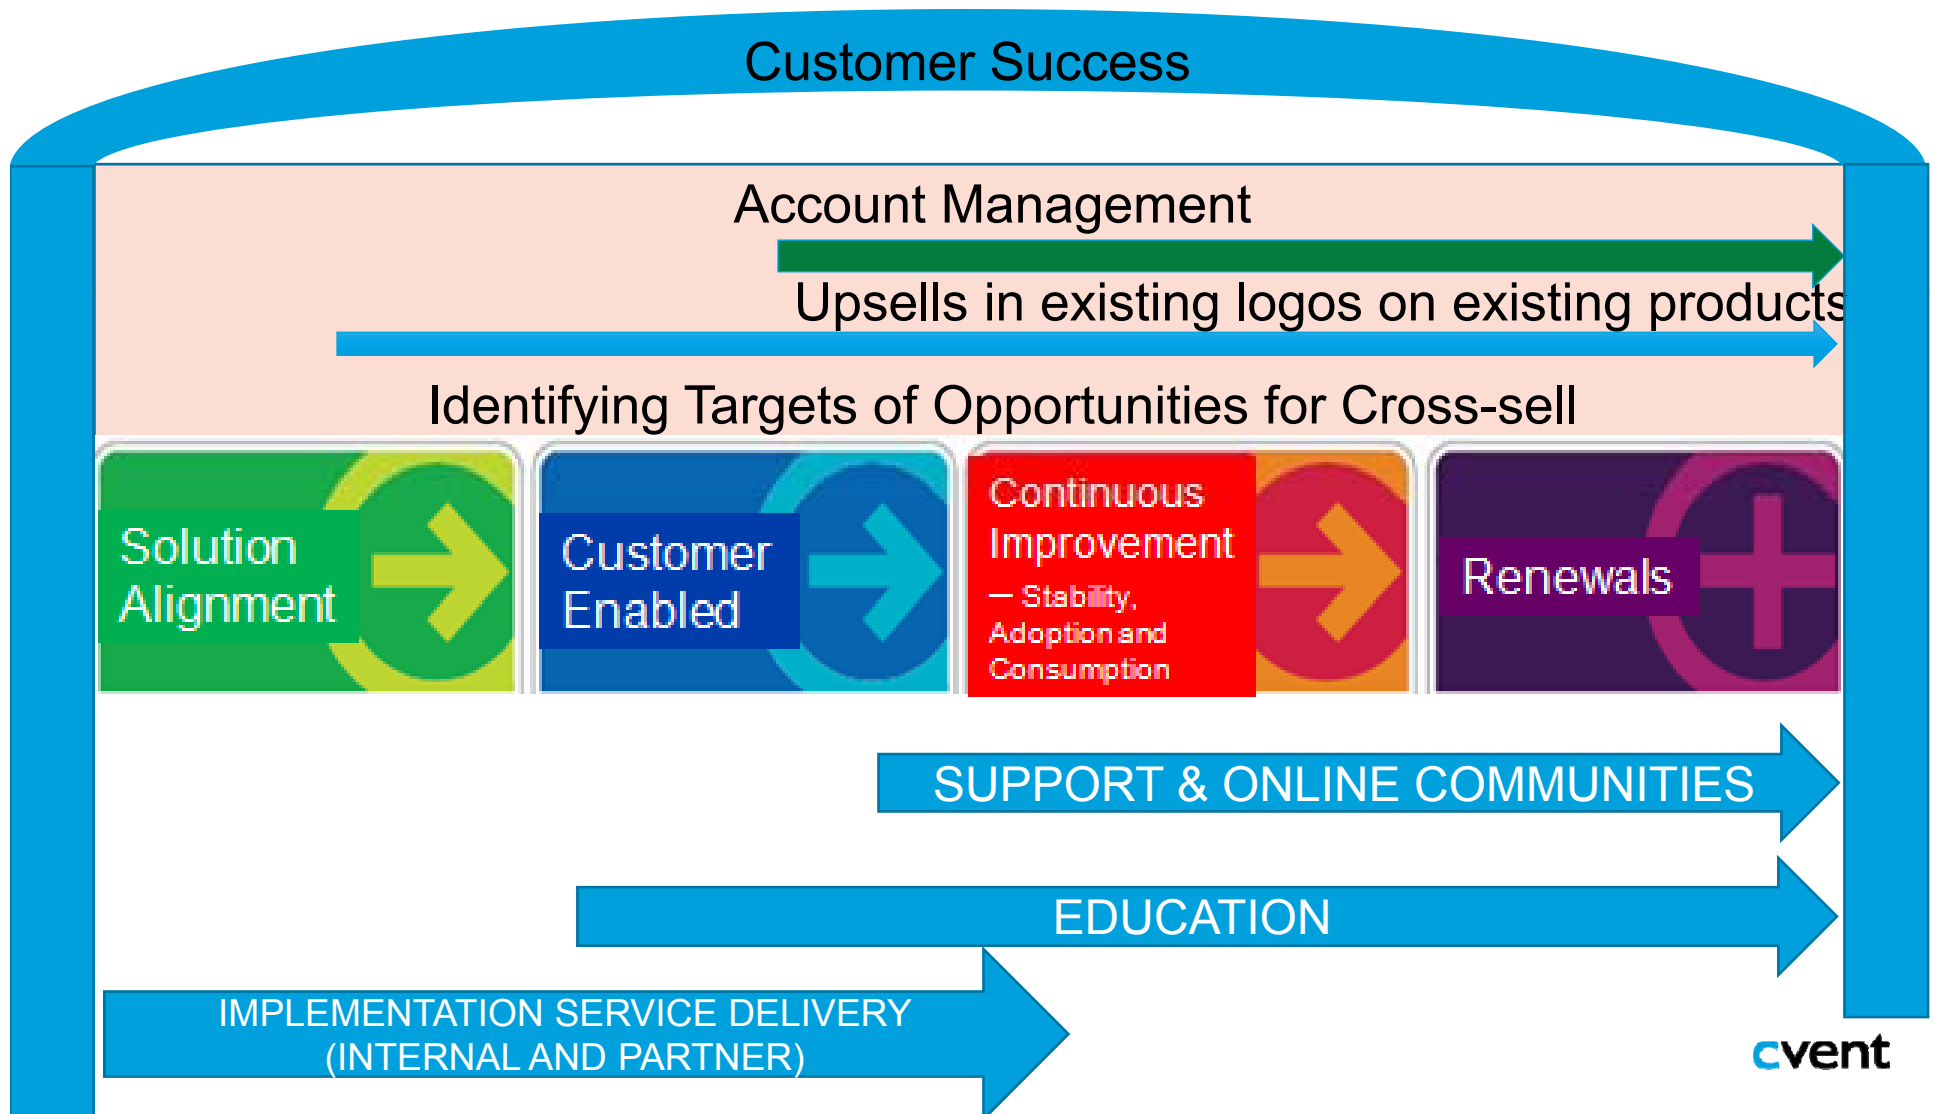 Customer Success
Account Management
Upsells in existing logos on existing products
Identifying Targets of Opportunities for Cross-sell
Solution
Alignment
Customer
Enabled
Continuous
Improvement
– Stability,
Adoption and
Consumption
Renewals
SUPPORT & ONLINE COMMUNITIES
EDUCATION
IMPLEMENTATION SERVICE DELIVERY
(INTERNAL AND PARTNER)
cvent